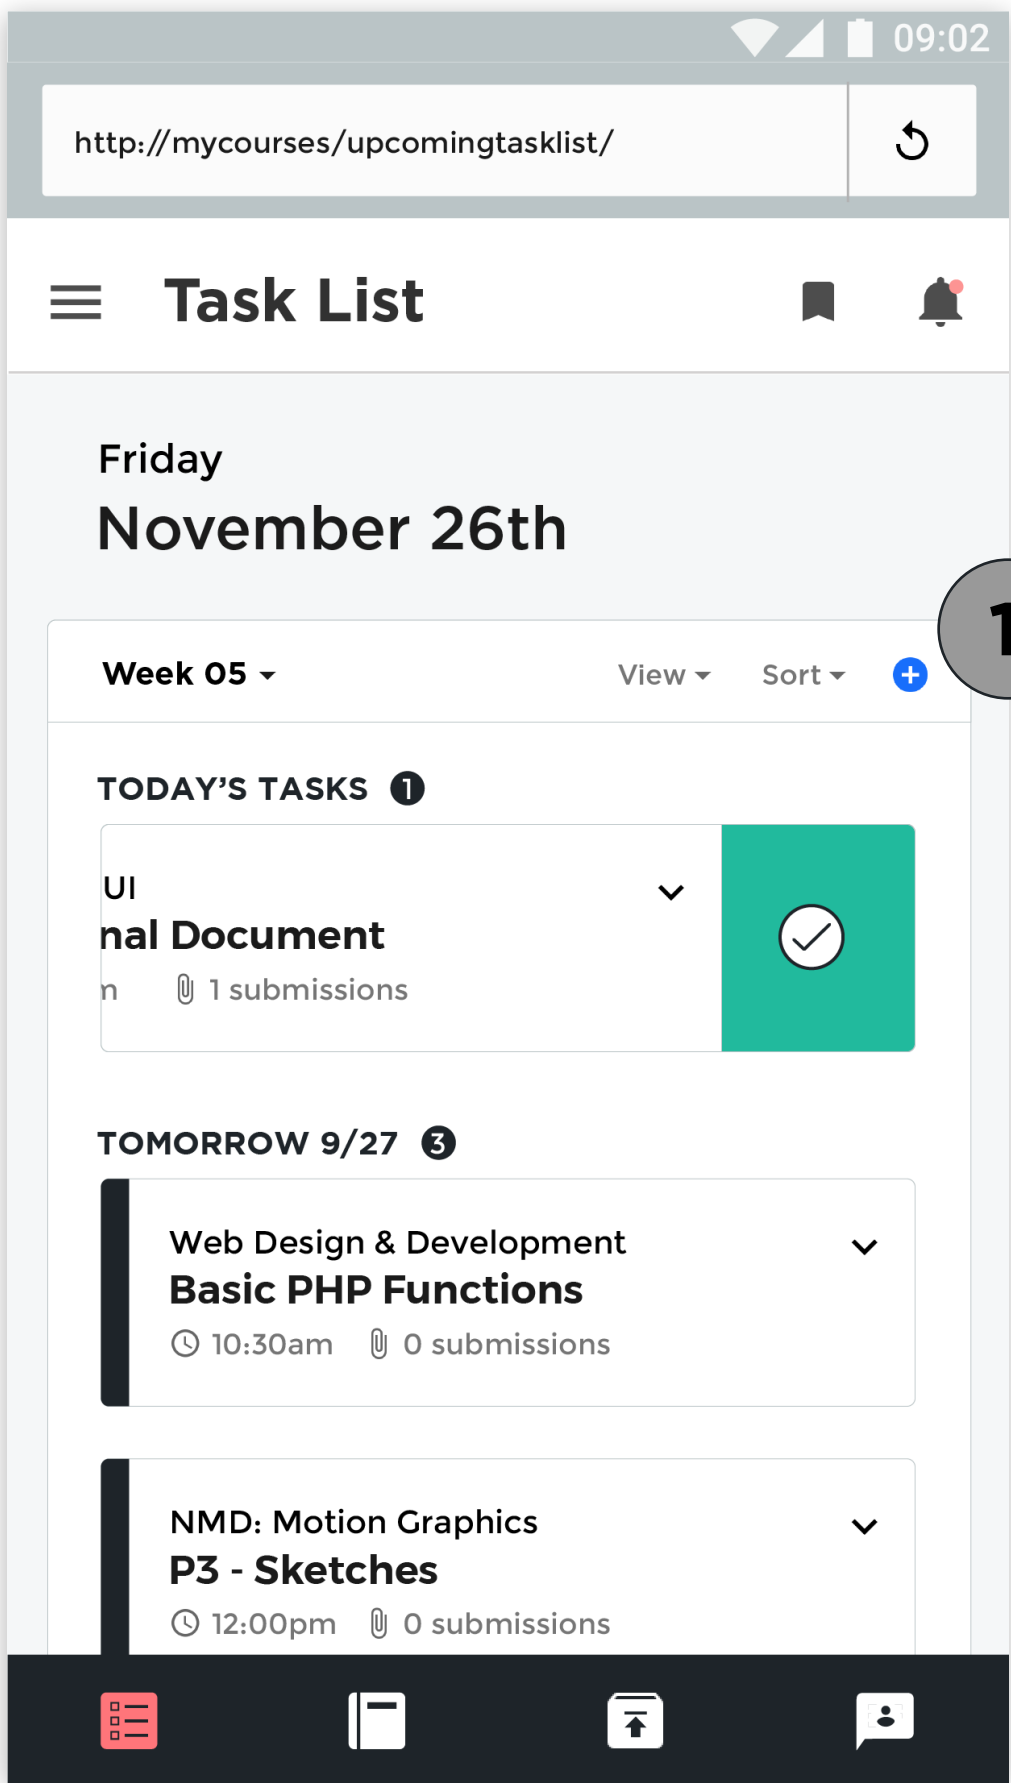 09:02
http://mycourses/upcomingtasklist/
Task List
Friday
November 26th
1
Week 05 View Sort
TODAY'S TASKS 1
UI
nal Document
1 submissions
TOMORROW 9/27 3
Web Design & Development
Basic PHP Functions
10:30am 0 submissions
NMD: Motion Graphics
P3 - Sketches
12:00pm 0 submissions